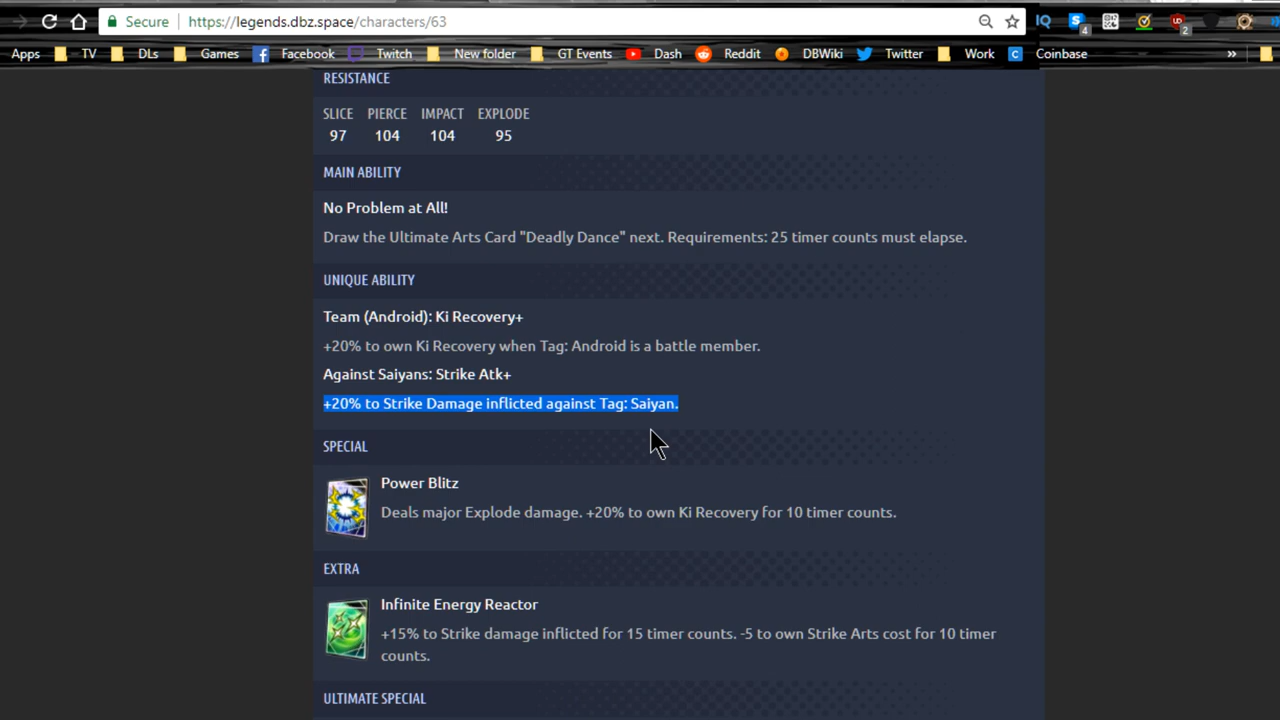 Secure https://legends.dbz.space/characters/63
4
2
Apps TV DLs Games Facebook Twitch New folder GT Events Dash Reddit DBWiki Twitter Work Coinbase »
RESISTANCE
SLICE PIERCE IMPACT EXPLODE
97 104 104 95
MAIN ABILITY
No Problem at All!
Draw the Ultimate Arts Card "Deadly Dance" next. Requirements: 25 timer counts must elapse.
UNIQUE ABILITY
Team (Android): Ki Recovery+
+20% to own Ki Recovery when Tag: Android is a battle member.
Against Saiyans: Strike Atk+
+20% to Strike Damage inflicted against Tag: Saiyan.
SPECIAL
Power Blitz
Deals major Explode damage. +20% to own Ki Recovery for 10 timer counts.
EXTRA
Infinite Energy Reactor
+15% to Strike damage inflicted for 15 timer counts. -5 to own Strike Arts cost for 10 timer
counts.
ULTIMATE SPECIAL